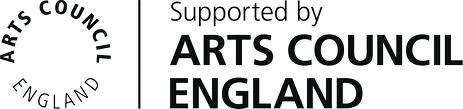 ARTS COUNCIL
ENGLAND
Supported by
ARTS COUNCIL
ENGLAND